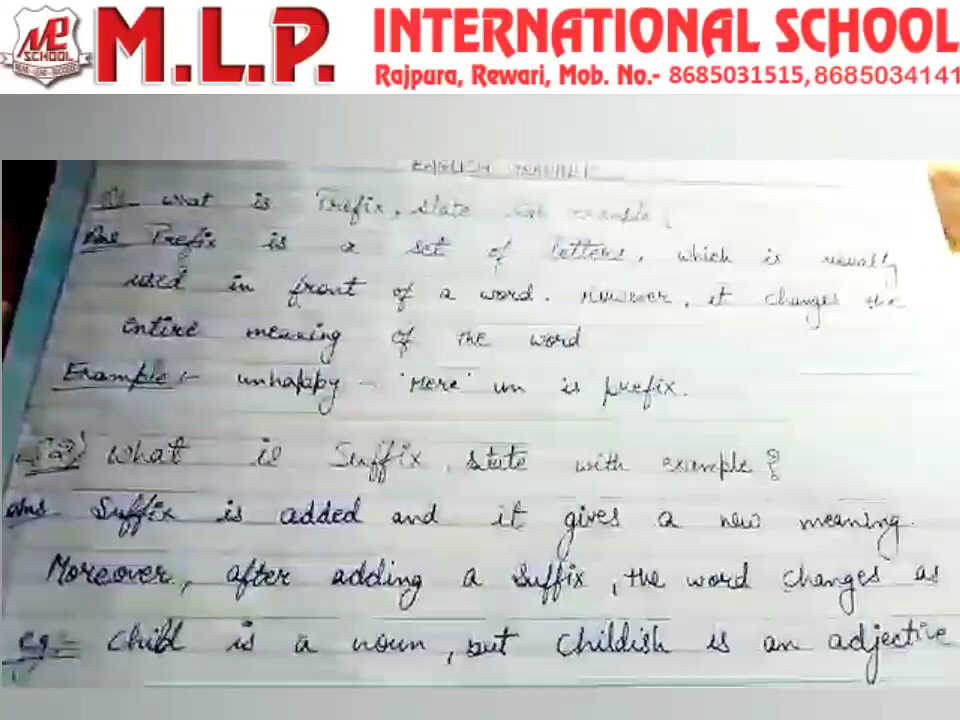 MLP
SCHOOL
M.L.P. INTERNATIONAL SCHOOL
Rajpura, Rewari, Mob. No.- 8685031515, 8685034141
ENGLISH GRAMMAR
what is Prefix, state with example
Ans Prefix is a set of letters, which is usually
used in front of a word. However, it changes the
entire meaning of the word
Example :- unhappy - "Here" un is prefix.
Q2) What is Suffix, state with example ?
Ans Suffix is added and it gives a new meaning.
Moreover, after adding a suffix, the word changes as
eg:- Child is a noun, but Childish is an adjective